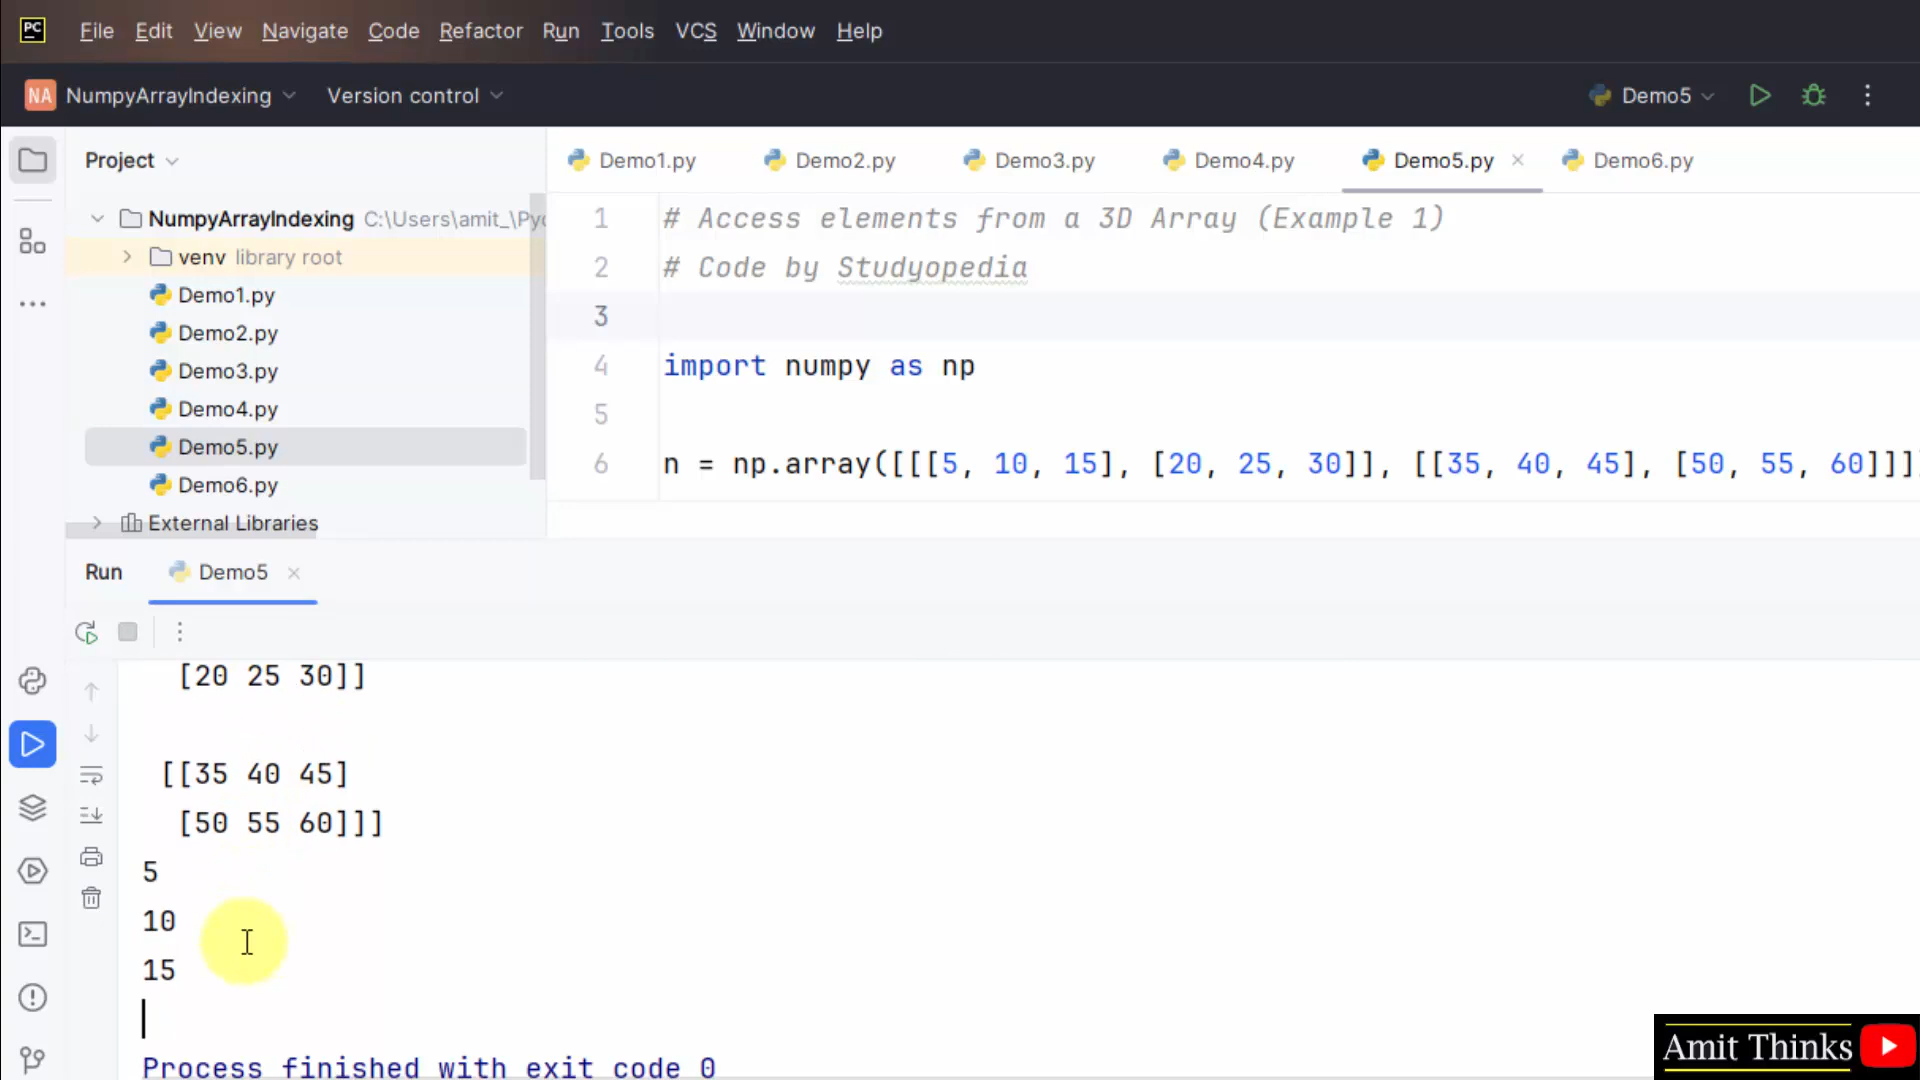 PC File Edit View Navigate Code Refactor Run Tools VCS Window Help
NA NumpyArrayIndexing Version control Demo5
Project
Demo1.py Demo2.py Demo3.py Demo4.py Demo5.py Demo6.py
NumpyArrayIndexing C:\Users\amit_\Pyc
venv library root
Demo1.py
Demo2.py
Demo3.py
Demo4.py
Demo5.py
Demo6.py
External Libraries
1 # Access elements from a 3D Array (Example 1)
2 # Code by Studyopedia
3
4 import numpy as np
5
6 n = np.array([[[5, 10, 15], [20, 25, 30]], [[35, 40, 45], [50, 55, 60]]]
Run Demo5
[20 25 30]]
[[35 40 45]
[50 55 60]]]
5
10
15
Process finished with exit code 0
Amit Thinks